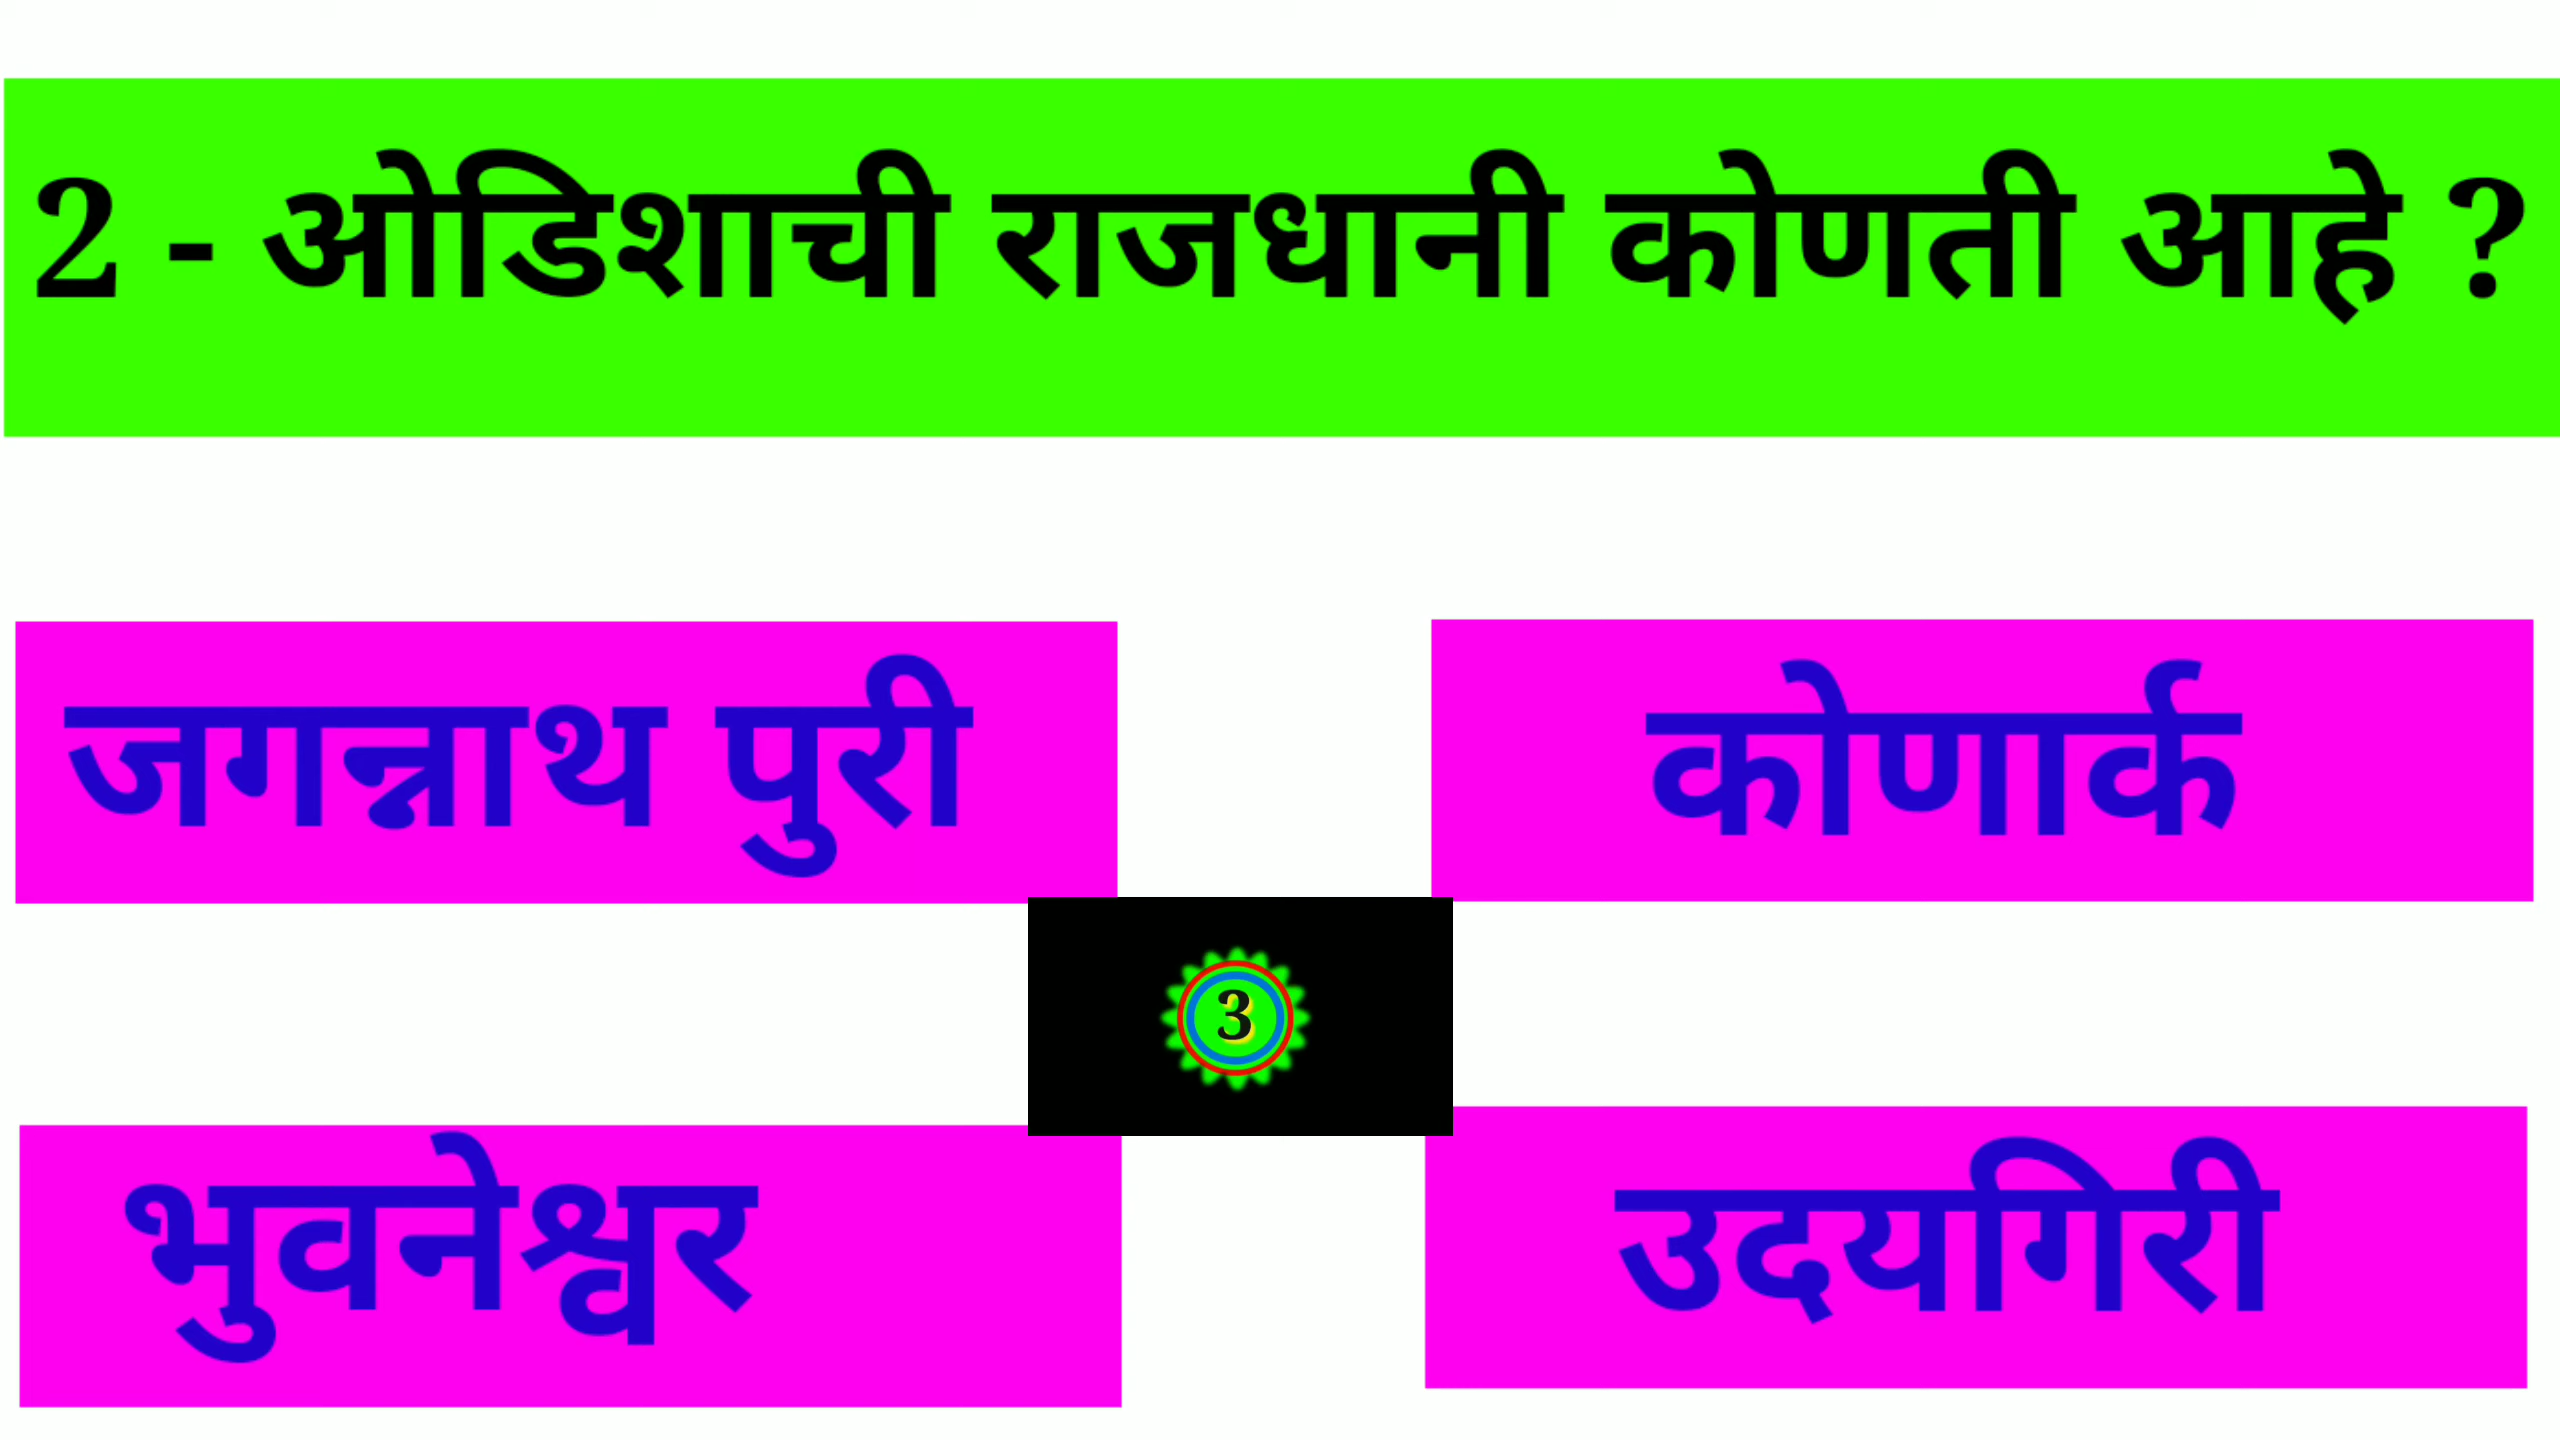 2 - ओडिशाची राजधानी कोणती आहे ?
जगन्नाथ पुरी
कोणार्क
3
भुवनेश्वर
उदयगिरी